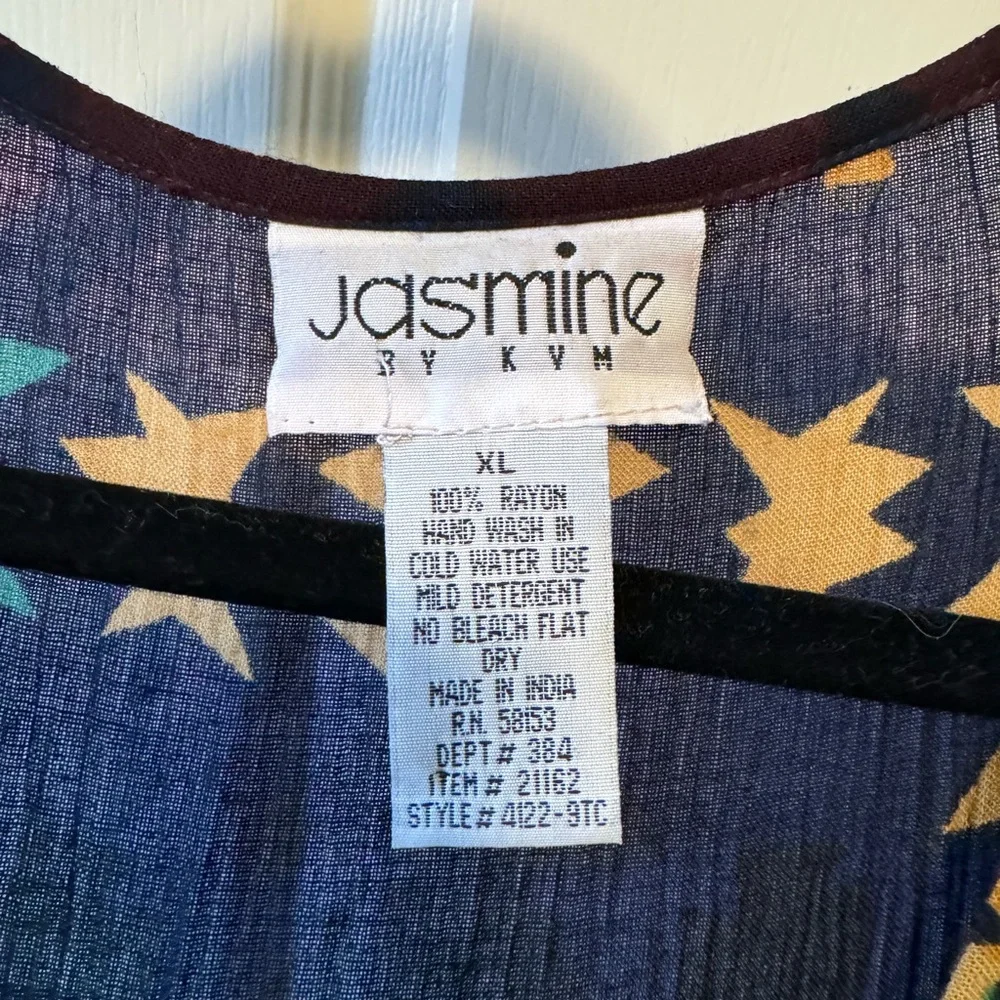 Jasmine
BY KVM
XL
100% RAYON
HAND WASH IN
COLD WATER USE
MILD DETERGENT
NO BLEACH FLAT
DRY
MADE IN INDIA
R.N. 58153
DEPT# 384
ITEM # 21162
STYLE# 4122-9TC